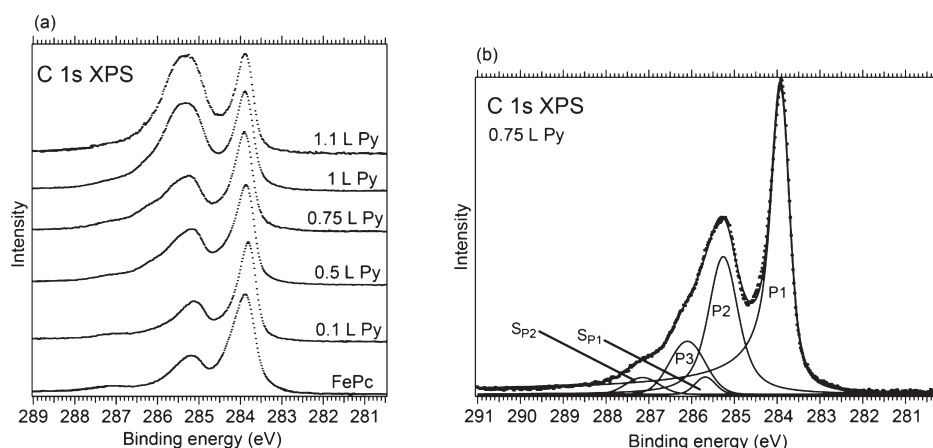 (a)
C 1s XPS
1.1 L Py
1 L Py
0.75 L Py
0.5 L Py
0.1 L Py
FePc
Intensity
289 288 287 286 285 284 283 282 281
Binding energy (eV)
(b)
C 1s XPS
0.75 L Py
P1
P2
SP2
SP1
P3
Intensity
291 290 289 288 287 286 285 284 283 282 281
Binding energy (eV)